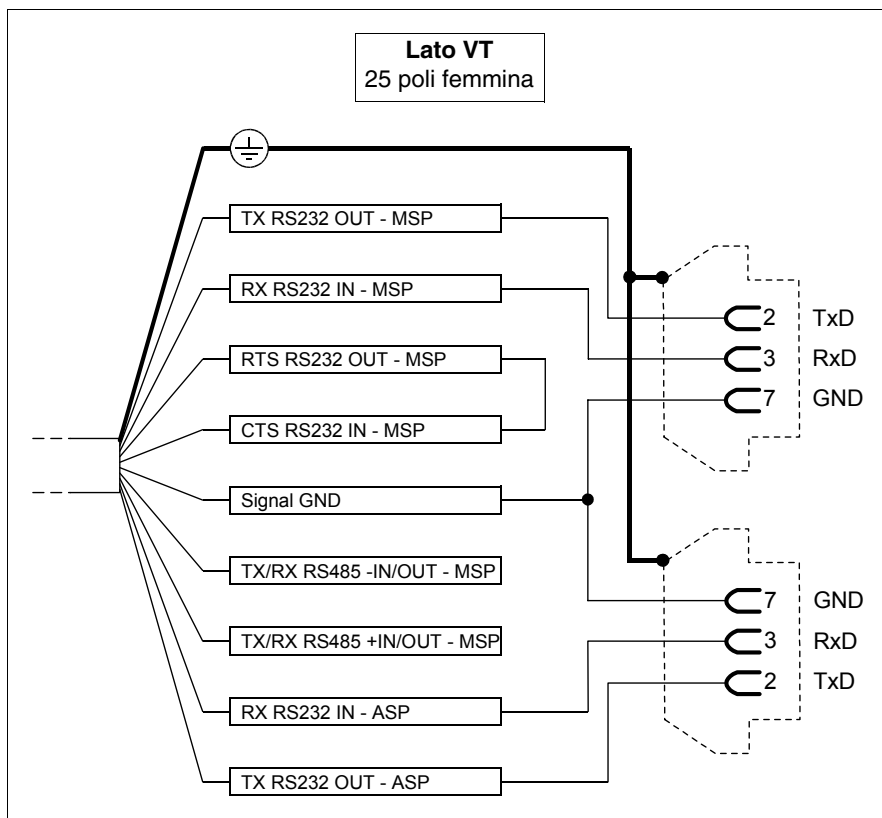 Lato VT
25 poli femmina
TX RS232 OUT - MSP
RX RS232 IN - MSP
RTS RS232 OUT - MSP
CTS RS232 IN - MSP
Signal GND
TX/RX RS485 -IN/OUT - MSP
TX/RX RS485 +IN/OUT - MSP
RX RS232 IN - ASP
TX RS232 OUT - ASP
2 TxD
3 RxD
7 GND
7 GND
3 RxD
2 TxD